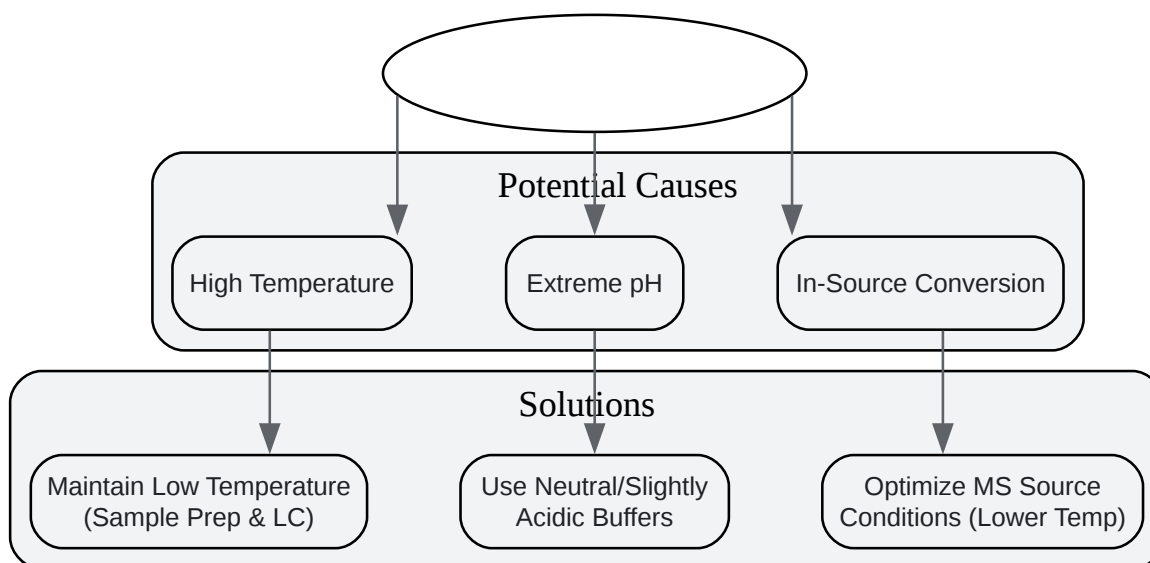 Potential Causes
High Temperature
Extreme pH
In-Source Conversion
Solutions
Maintain Low Temperature
(Sample Prep & LC)
Use Neutral/Slightly
Acidic Buffers
Optimize MS Source
Conditions (Lower Temp)